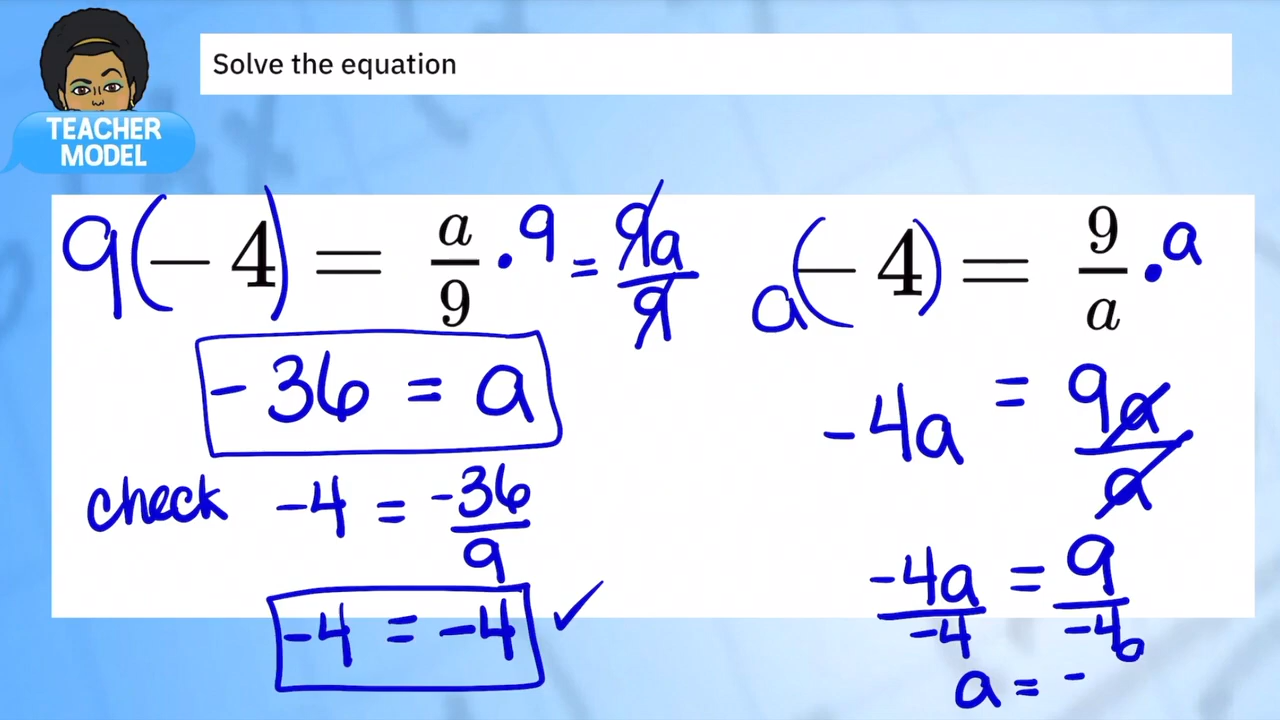 TEACHER
MODEL
Solve the equation
9(-4) = a/9 · 9 = 9a/9
-36 = a
check -4 = -36/9
-4 = -4 ✓
a(-4) = 9/a · a
-4a = 9a/a
-4a/-4 = 9/-4
a = -